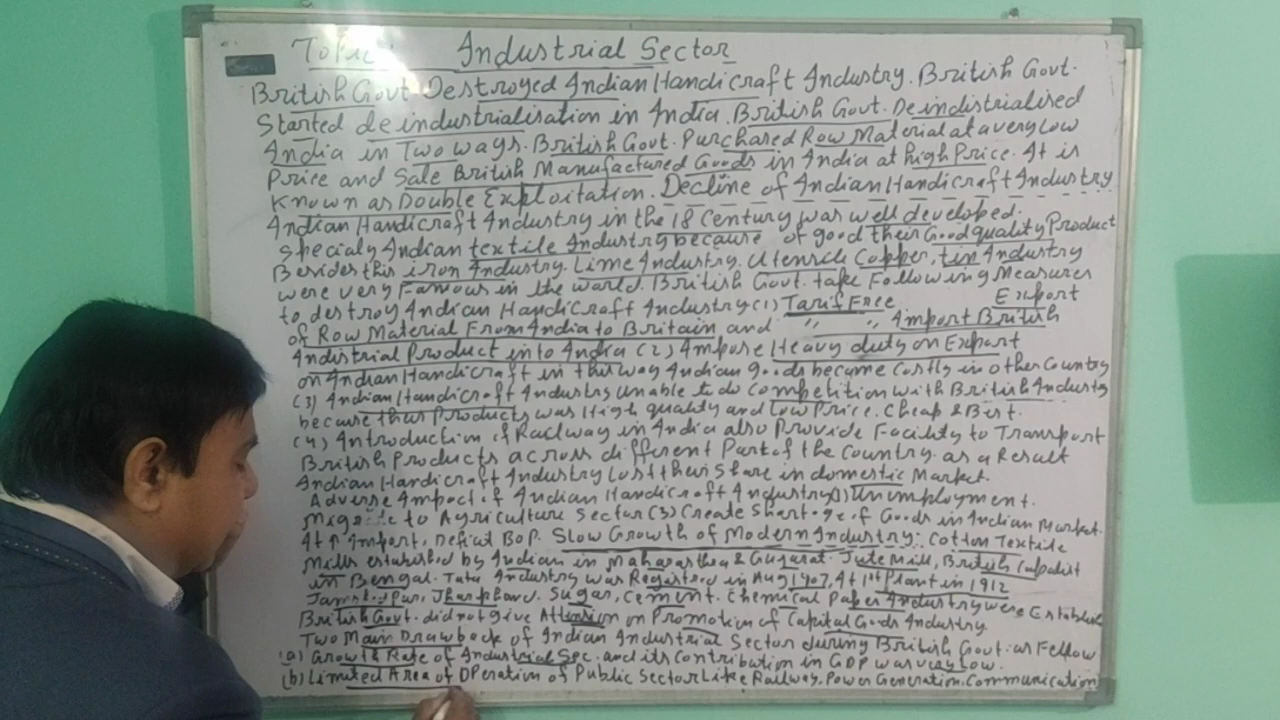 Topic: Industrial Sector
British Govt. Destroyed Indian Handicraft Industry. British Govt.
Started deindustrialisation in India. British Govt. Deindistrialised
India in Two ways. British Govt. Purchased Row Material at a very Low
Price and Sale British Manufactured Goods in India at high Price. It is
Known as Double Exploitation. Decline of Indian Handicraft Industry
Indian Handicraft Industry in the 18 Century was well developed.
Specialy Indian textile Industry because of good their Good quality Product
Besides this iron Industry. Lime Industry. Utensils Copper, tin Industry
were very Famous in the world. British Govt. take Following Measures
to destroy Indian Handicraft Industry (1) Tarif Free Export
of Row Material From India to Britain and " " Import British
Industrial Product in to India (2) Impose Heavy duty on Export
on Indian Handicraft in this way Indian goods became Costly in other Country
(3) Indian Handicraft Industry unable to do Competition with British Industry
because their Products was High quality and Low Price. Cheap & Best.
(4) Introduction of Railway in India also Provide Facility to Transport
British Products across different Part of the Country. as a Result
Indian Handicraft Industry Lost their Share in domestic Market.
Adverse Impact of Indian Handicraft Industry (1) Unemployment.
Migrate to Agriculture Sector (3) Create Shortage of Goods in Indian Market.
It ↑ Import, Deficit BoP. Slow Growth of Modern Industry: Cotton Textile
Mills established by Indian in Maharasthra & Gujarat. Jute Mill, British Capalist
in Bengal. Tata Industry was Registred in Aug 1907, It 1st Plant in 1912
Jamshedpur, Jharkhand. Sugar, Cement. Chemical Paper Industry were Establish
British Govt. did not give Attension on Promotion of Capital Goods Industry.
Two Main Drawback of Indian Industrial Sector during British Govt. as Fellow
(a) Growth Rate of Industrial Sec. and its Contribution in GDP was very Low.
(b) Limited Area of Operation of Public Sector Like Railway. Power Generation. Communication